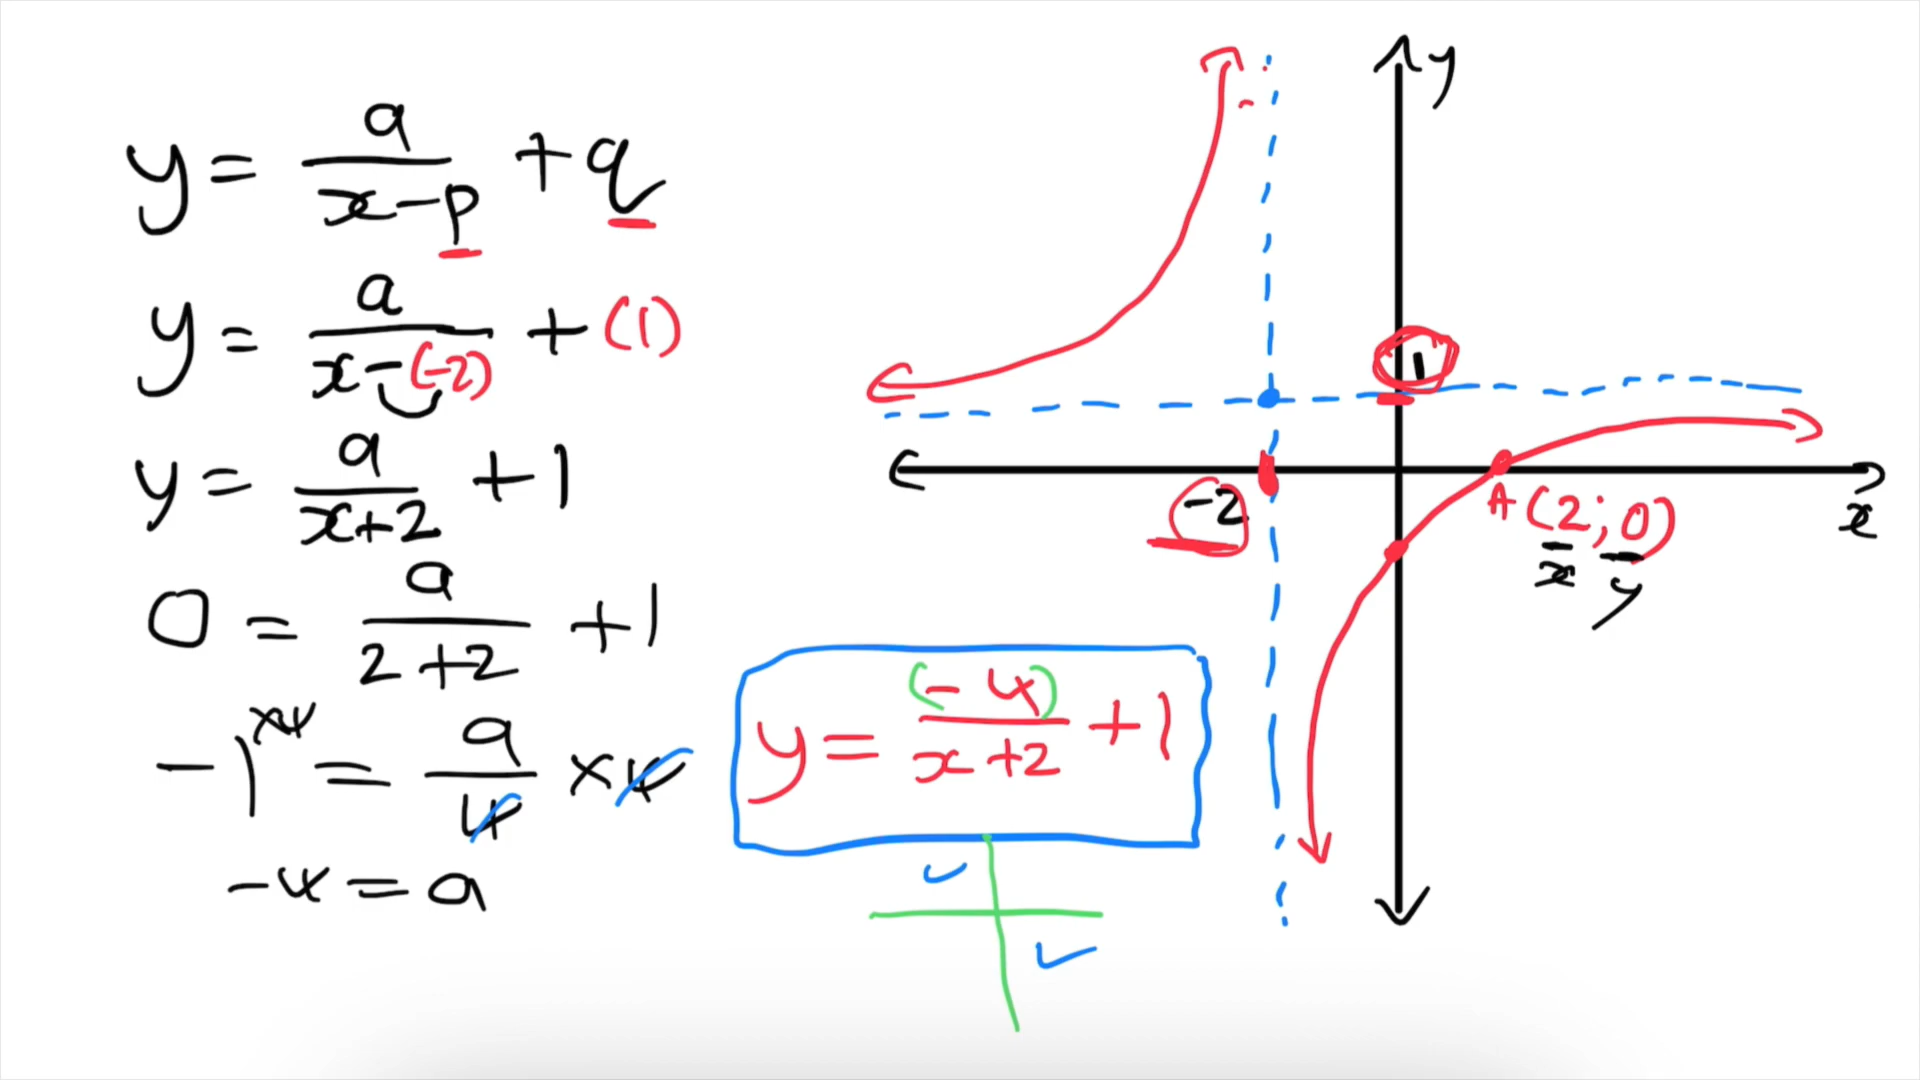 y = a/(x-p) + q
y = a/(x-(-2)) + (1)
y = a/(x+2) + 1
0 = a/(2+2) + 1
-1 ×4 = a/4 ×4
-4 = a
y = (-4)/(x+2) + 1
y
1
-2
A (2; 0)
x y
x